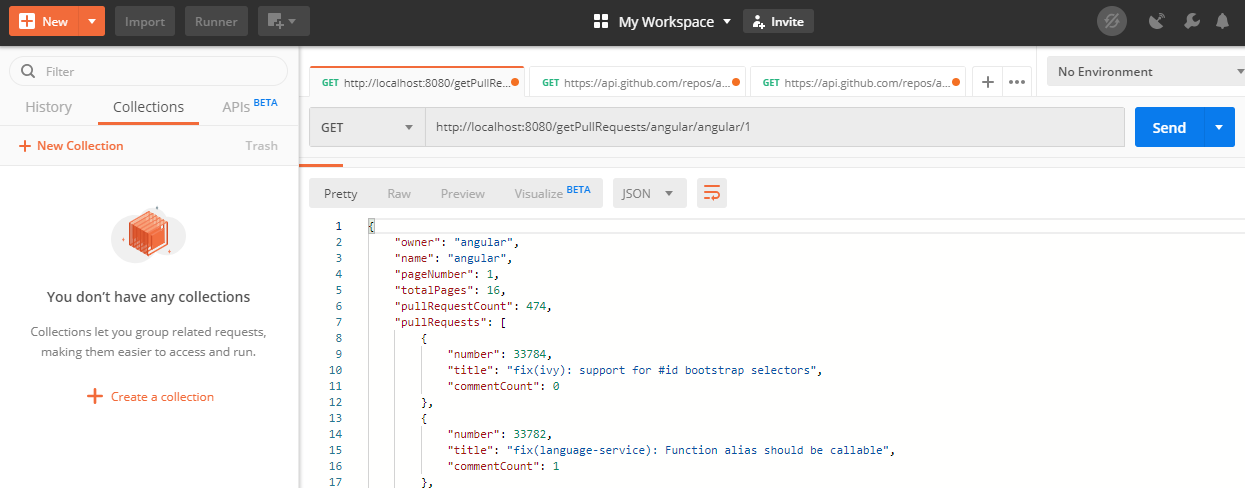 New Import Runner My Workspace Invite
Filter
GET http://localhost:8080/getPullRe... GET https://api.github.com/repos/a... GET https://api.github.com/repos/a... No Environment
History Collections APIs BETA
GET http://localhost:8080/getPullRequests/angular/angular/1 Send
New Collection Trash
Pretty Raw Preview Visualize BETA JSON
You don't have any collections
Collections let you group related requests,
making them easier to access and run.
Create a collection
1 {
2 "owner": "angular",
3 "name": "angular",
4 "pageNumber": 1,
5 "totalPages": 16,
6 "pullRequestCount": 474,
7 "pullRequests": [
8 {
9 "number": 33784,
10 "title": "fix(ivy): support for #id bootstrap selectors",
11 "commentCount": 0
12 },
13 {
14 "number": 33782,
15 "title": "fix(language-service): Function alias should be callable",
16 "commentCount": 1
17 },